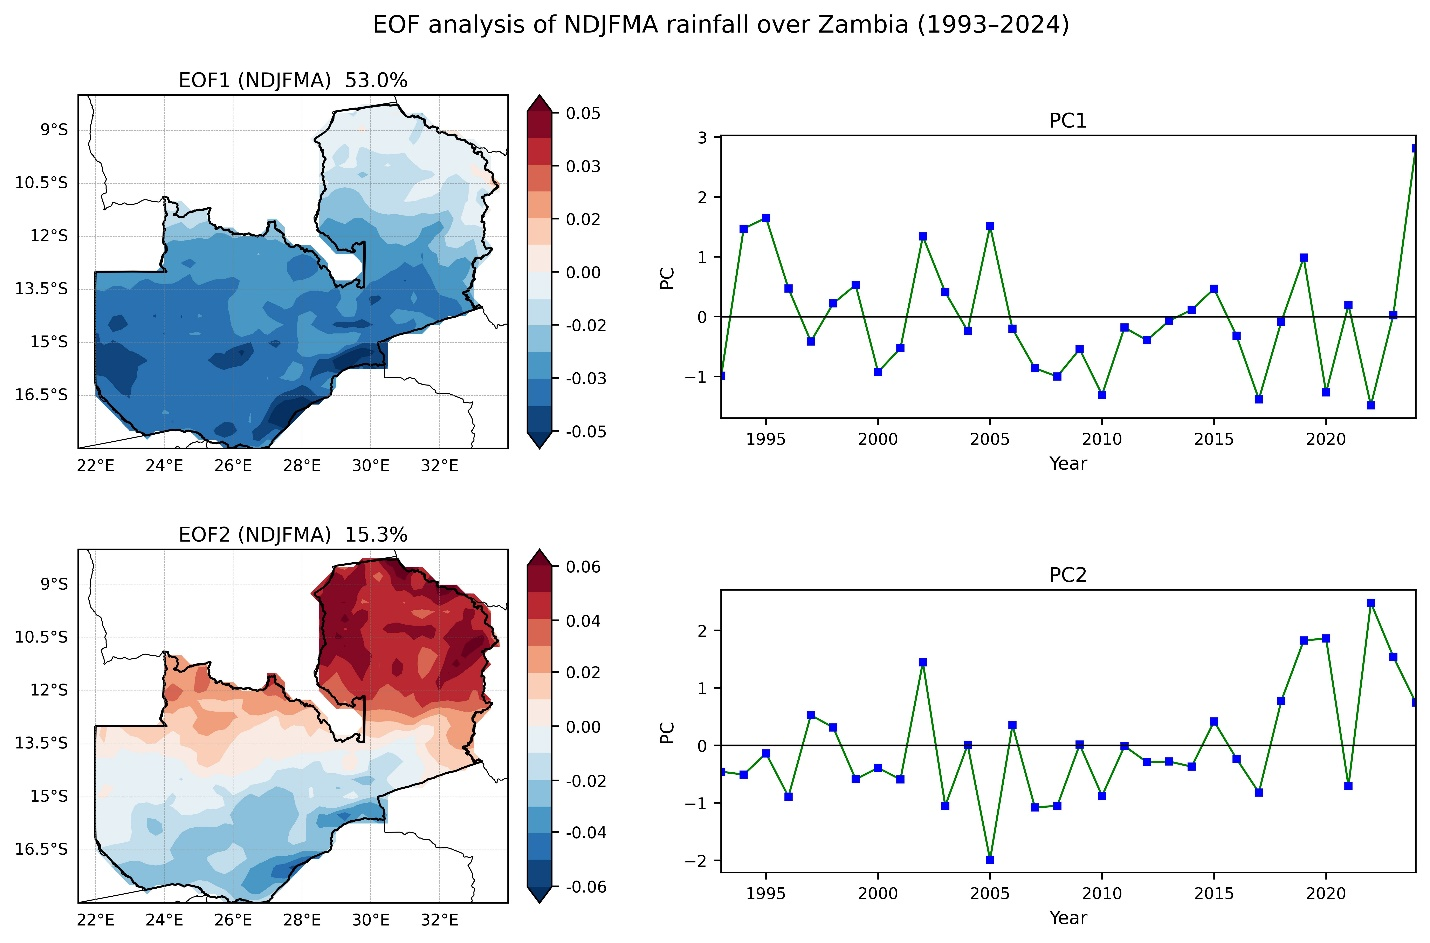 EOF analysis of NDJFMA rainfall over Zambia (1993–2024)
EOF1 (NDJFMA)  53.0%
9°S
10.5°S
12°S
13.5°S
15°S
16.5°S
22°E 24°E 26°E 28°E 30°E 32°E
0.05
0.03
0.02
0.00
-0.02
-0.03
-0.05
PC1
PC
3
2
1
0
−1
1995 2000 2005 2010 2015 2020
Year
EOF2 (NDJFMA)  15.3%
9°S
10.5°S
12°S
13.5°S
15°S
16.5°S
22°E 24°E 26°E 28°E 30°E 32°E
0.06
0.04
0.02
0.00
-0.02
-0.04
-0.06
PC2
PC
2
1
0
−1
−2
1995 2000 2005 2010 2015 2020
Year